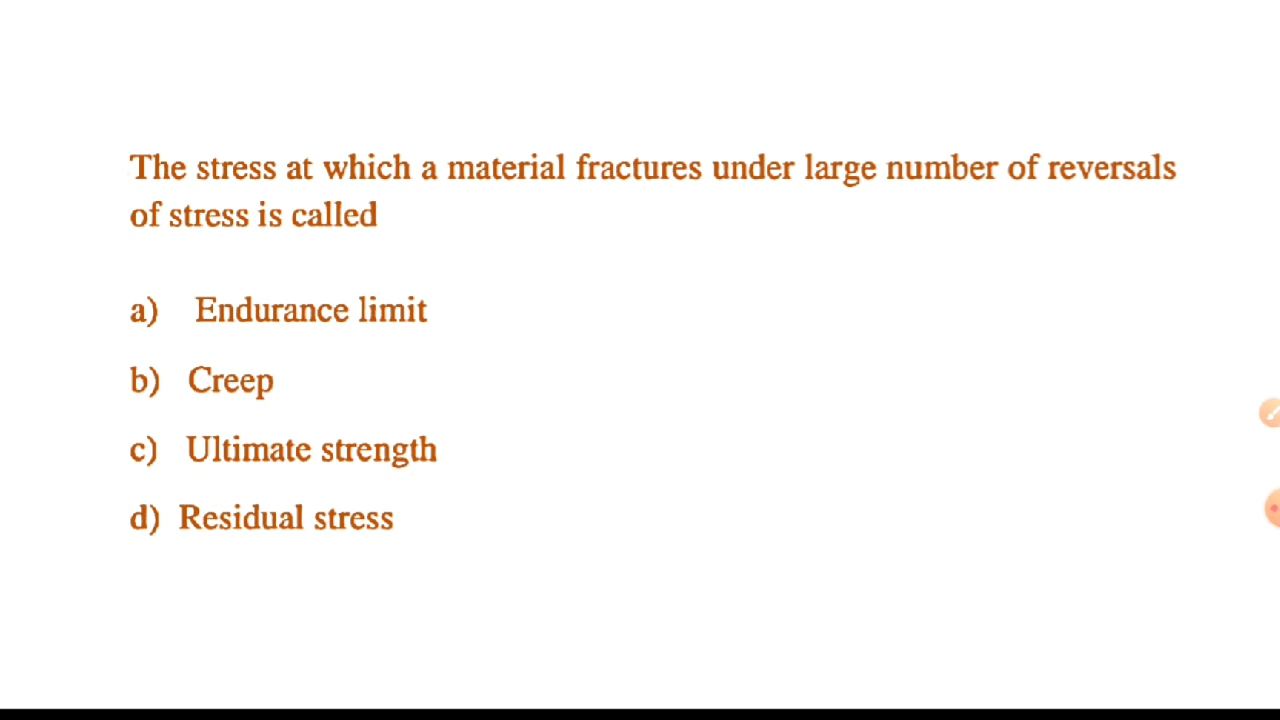 The stress at which a material fractures under large number of reversals
of stress is called
a) Endurance limit
b) Creep
c) Ultimate strength
d) Residual stress